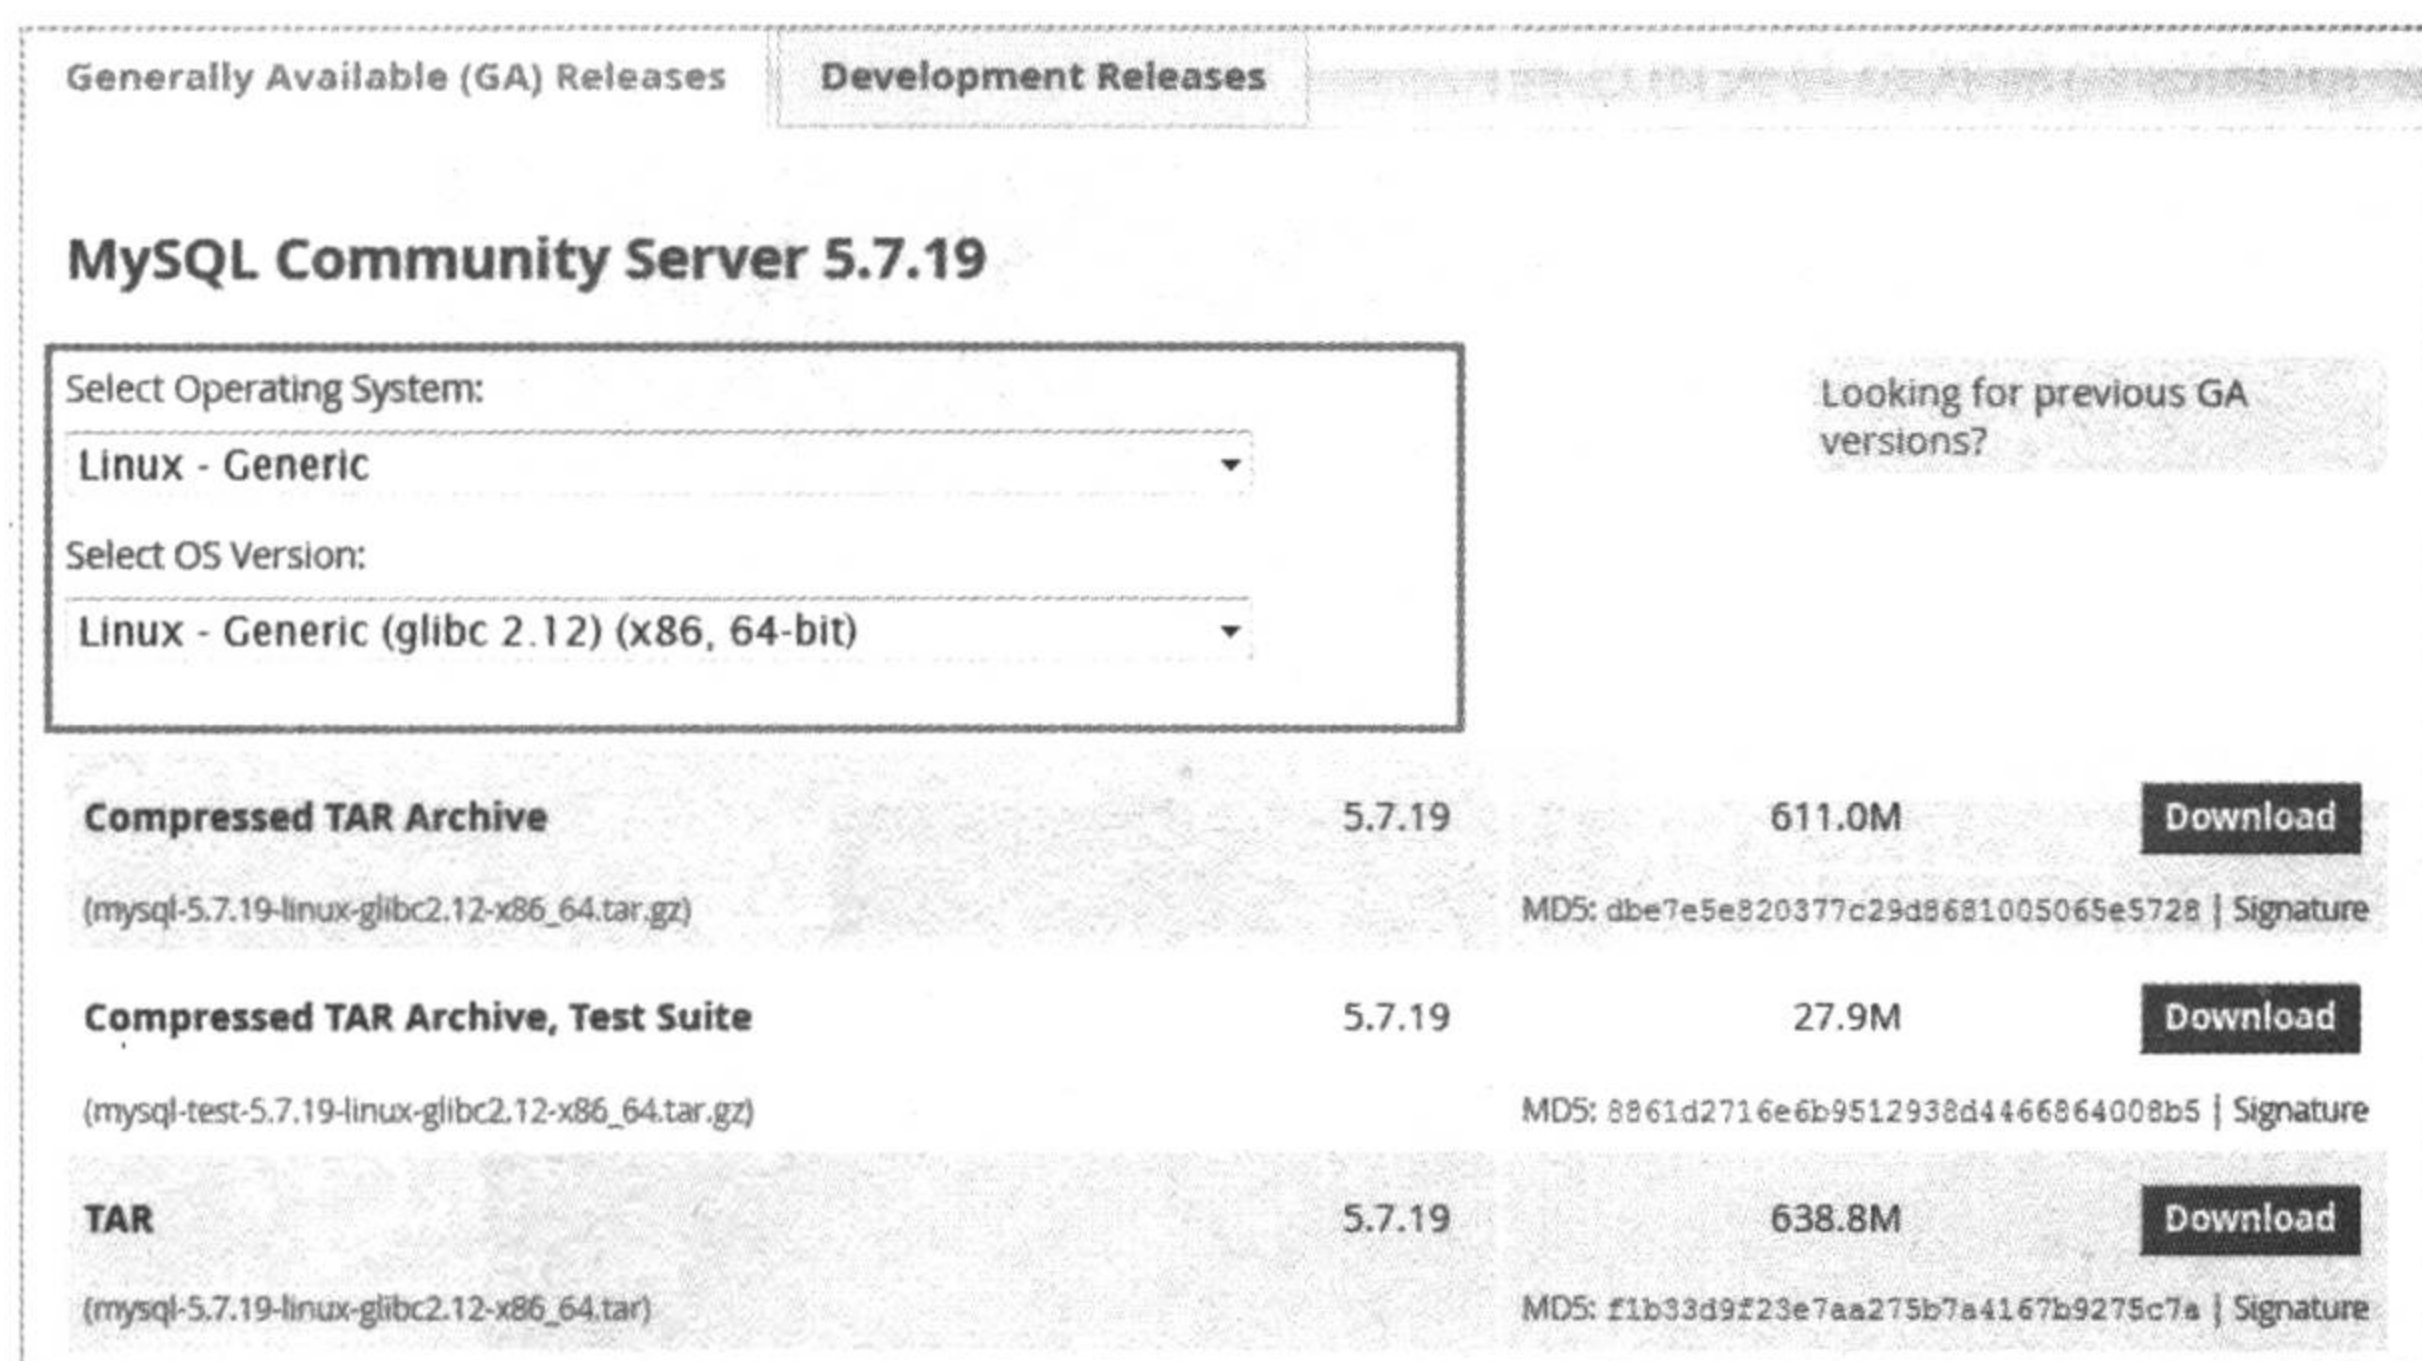 Generally Available (GA) Releases
Development Releases
MySQL Community Server 5.7.19
Select Operating System:
Looking for previous GA
versions?
Linux - Generic
Select OS Version:
Linux - Generic (glibc 2.12) (x86, 64-bit)
Compressed TAR Archive 5.7.19 611.0M Download
(mysql-5.7.19-linux-glibc2.12-x86_64.tar.gz) MD5: dbe7e5e820377c29d8681005065e5728 | Signature
Compressed TAR Archive, Test Suite 5.7.19 27.9M Download
(mysql-test-5.7.19-linux-glibc2.12-x86_64.tar.gz) MD5: 8861d2716e6b9512938d4466864008b5 | Signature
TAR 5.7.19 638.8M Download
(mysql-5.7.19-linux-glibc2.12-x86_64.tar) MD5: f1b33d9f23e7aa275b7a4167b9275c7a | Signature